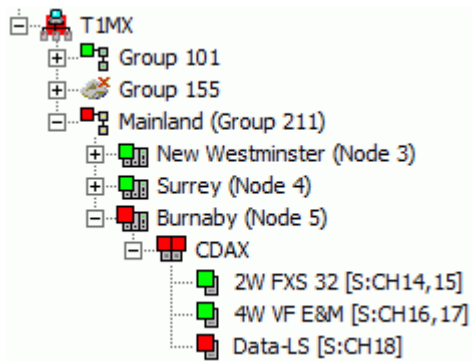 T1MX
Group 101
Group 155
Mainland (Group 211)
New Westminster (Node 3)
Surrey (Node 4)
Burnaby (Node 5)
CDAX
2W FXS 32 [S:CH14,15]
4W VF E&M [S:CH16,17]
Data-LS [S:CH18]